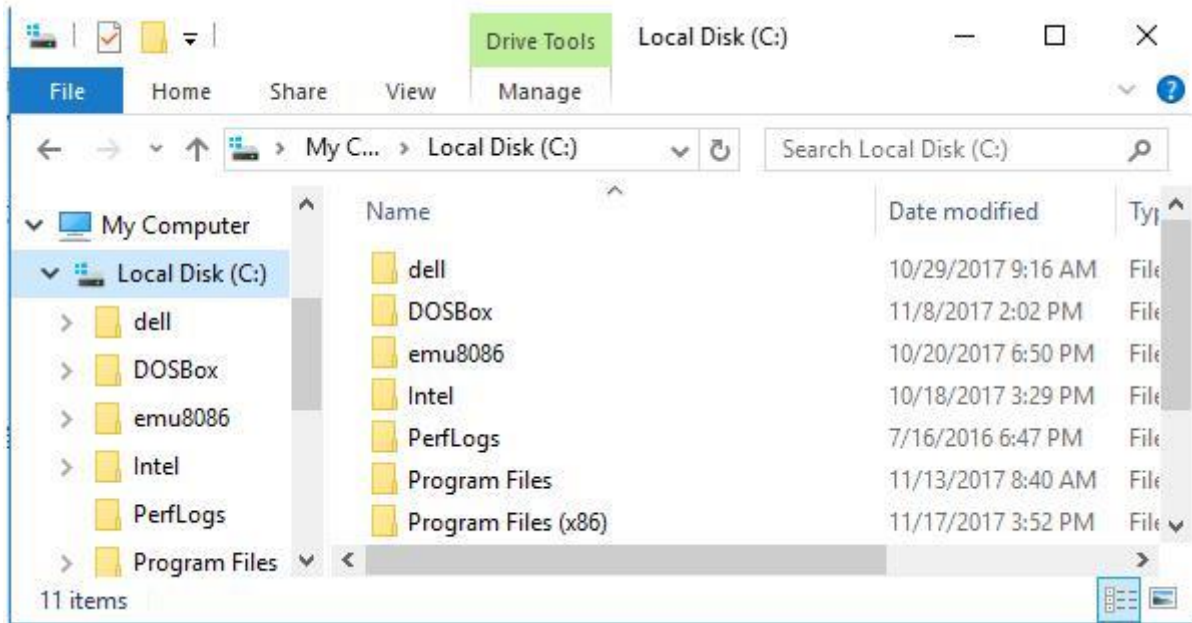 Drive Tools Local Disk (C:)
File Home Share View Manage
My C... Local Disk (C:) Search Local Disk (C:)
Name Date modified
My Computer
Local Disk (C:)
dell
DOSBox
emu8086
Intel
PerfLogs
Program Files
dell 10/29/2017 9:16 AM
DOSBox 11/8/2017 2:02 PM
emu8086 10/20/2017 6:50 PM
Intel 10/18/2017 3:29 PM
PerfLogs 7/16/2016 6:47 PM
Program Files 11/13/2017 8:40 AM
Program Files (x86) 11/17/2017 3:52 PM
11 items